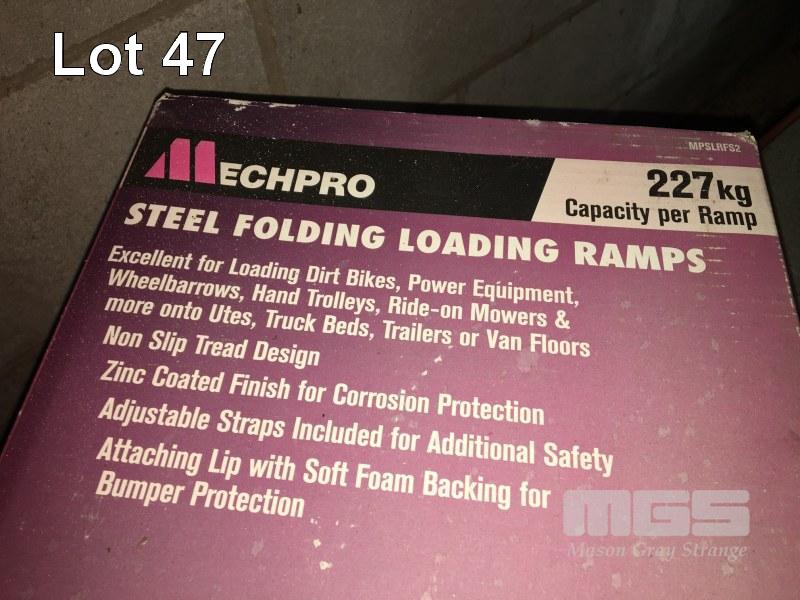 Lot 47
MPSLRFS2
MECHPRO
227kg
Capacity per Ramp
STEEL FOLDING LOADING RAMPS
Excellent for Loading Dirt Bikes, Power Equipment,
Wheelbarrows, Hand Trolleys, Ride-on Mowers &
more onto Utes, Truck Beds, Trailers or Van Floors
Non Slip Tread Design
Zinc Coated Finish for Corrosion Protection
Adjustable Straps Included for Additional Safety
Attaching Lip with Soft Foam Backing for
Bumper Protection
MGS
Mason Gray Strange